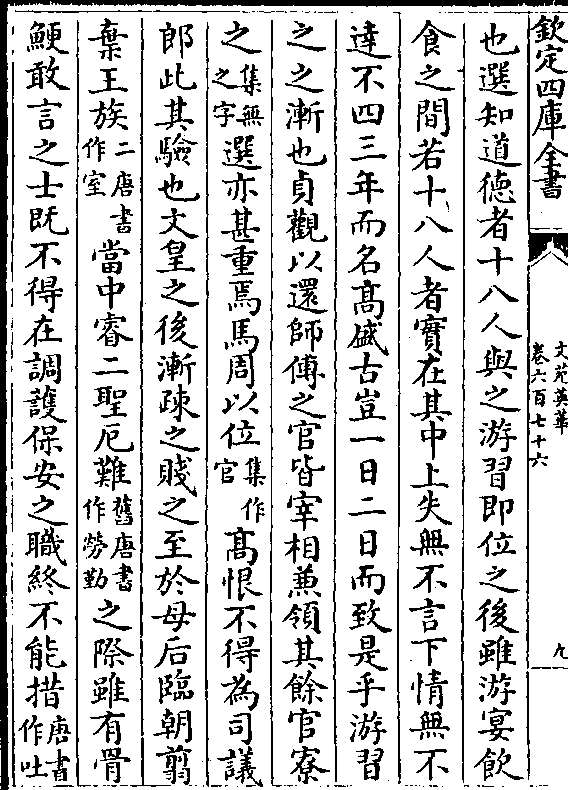 欽定四庫全書
文苑英華
卷六百七十六
九
也選知道德者十八人與之游習即位之後雖游宴飲
食之間若十八人者實在其中上失無不言下情無不
達不四三年而名髙盛古豈一日二日而致是乎游習
之之漸也貞觀以還師傅之官皆宰相兼領其餘官寮
之集無之字選亦甚重焉馬周以位集作官髙恨不得為司議
郎此其驗也文皇之後漸疎之賤之至於母后臨朝翦
棄王族二唐書作室當中睿二聖厄難舊唐書作勞勤之際雖有骨
鯁敢言之士既不得在調護保安之職終不能措唐書作吐